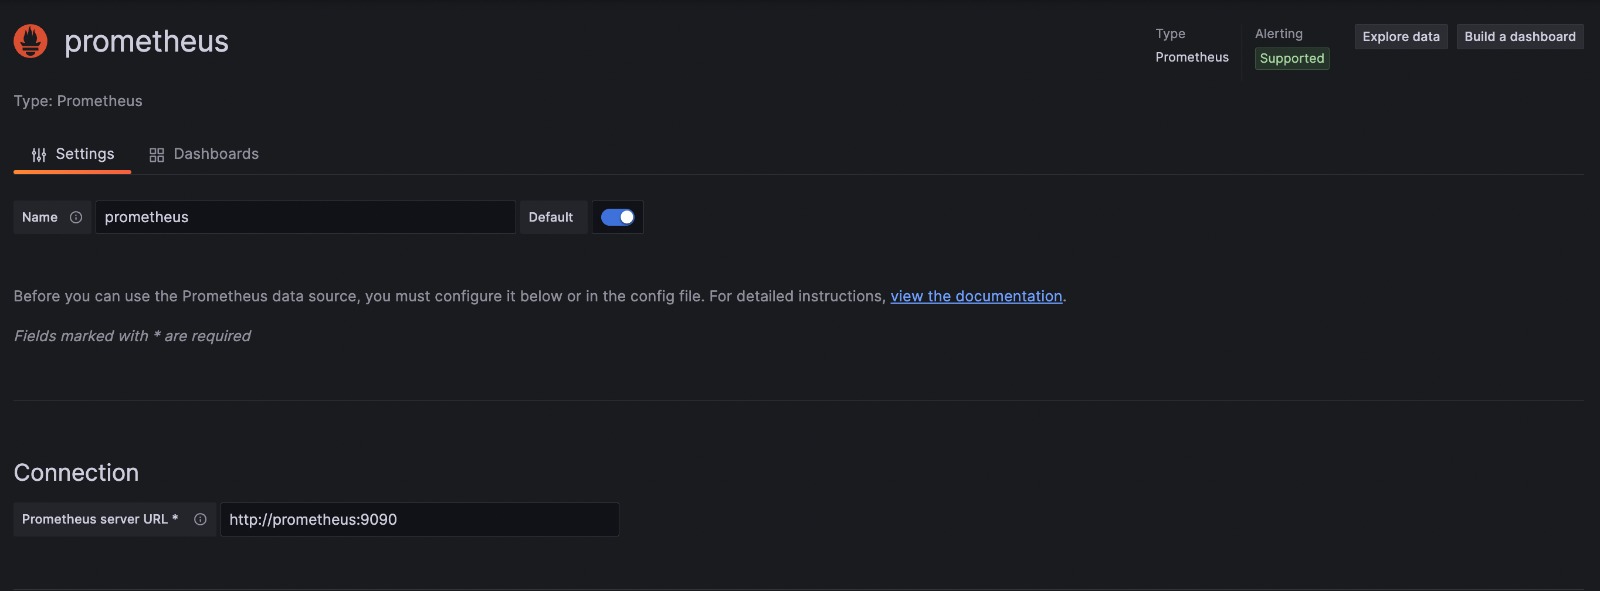 prometheus
Type
Prometheus
Alerting
Supported
Explore data
Build a dashboard
Type: Prometheus
Settings
Dashboards
Name
prometheus
Default
Before you can use the Prometheus data source, you must configure it below or in the config file. For detailed instructions, view the documentation.
Fields marked with * are required
Connection
Prometheus server URL *
http://prometheus:9090